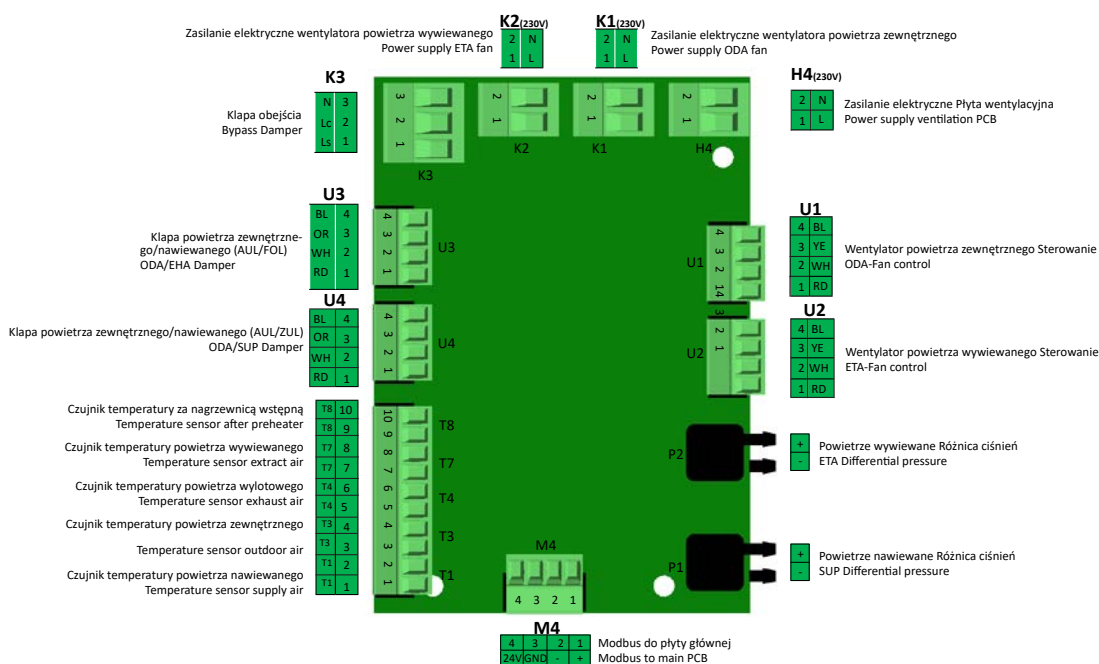 K2(230V)
Zasilanie elektryczne wentylatora powietrza wywiewanego
Power supply ETA fan
2 N
1 L
K1(230V)
2 N
1 L
Zasilanie elektryczne wentylatora powietrza zewnętrznego
Power supply ODA fan
K3
Klapa obejścia
Bypass Damper
N 3
Lc 2
Ls 1
H4(230V)
2 N
1 L
Zasilanie elektryczne Płyta wentylacyjna
Power supply ventilation PCB
3
2
1
K3
2
1
K2
2
1
K1
2
1
H4
U3
Klapa powietrza zewnętrzne-
go/nawiewanego (AUL/FOL)
ODA/EHA Damper
BL 4
OR 3
WH 2
RD 1
4
3
2
1
U3
U1
4
3
2
14
U1
4 BL
3 YE
2 WH
1 RD
Wentylator powietrza zewnętrznego Sterowanie
ODA-Fan control
U4
Klapa powietrza zewnętrznego/nawiewanego (AUL/ZUL)
ODA/SUP Damper
BL 4
OR 3
WH 2
RD 1
4
3
2
1
U4
U2
3
2
1
U2
4 BL
3 YE
2 WH
1 RD
Wentylator powietrza wywiewanego Sterowanie
ETA-Fan control
Czujnik temperatury za nagrzewnicą wstępną
Temperature sensor after preheater
T8 10
T8 9
Czujnik temperatury powietrza wywiewanego
Temperature sensor extract air
T7 8
T7 7
Czujnik temperatury powietrza wylotowego
Temperature sensor exhaust air
T4 6
T4 5
Czujnik temperatury powietrza zewnętrznego
Temperature sensor outdoor air
T3 4
T3 3
Czujnik temperatury powietrza nawiewanego
Temperature sensor supply air
T1 2
T1 1
10
9
8
7
6
5
4
3
2
1
T8
T7
T4
T3
T1
P2
+
-
Powietrze wywiewane Różnica ciśnień
ETA Differential pressure
P1
+
-
Powietrze nawiewane Różnica ciśnień
SUP Differential pressure
M4
4 3 2 1
M4
4 3 2 1
24V GND - +
Modbus do płyty głównej
Modbus to main PCB